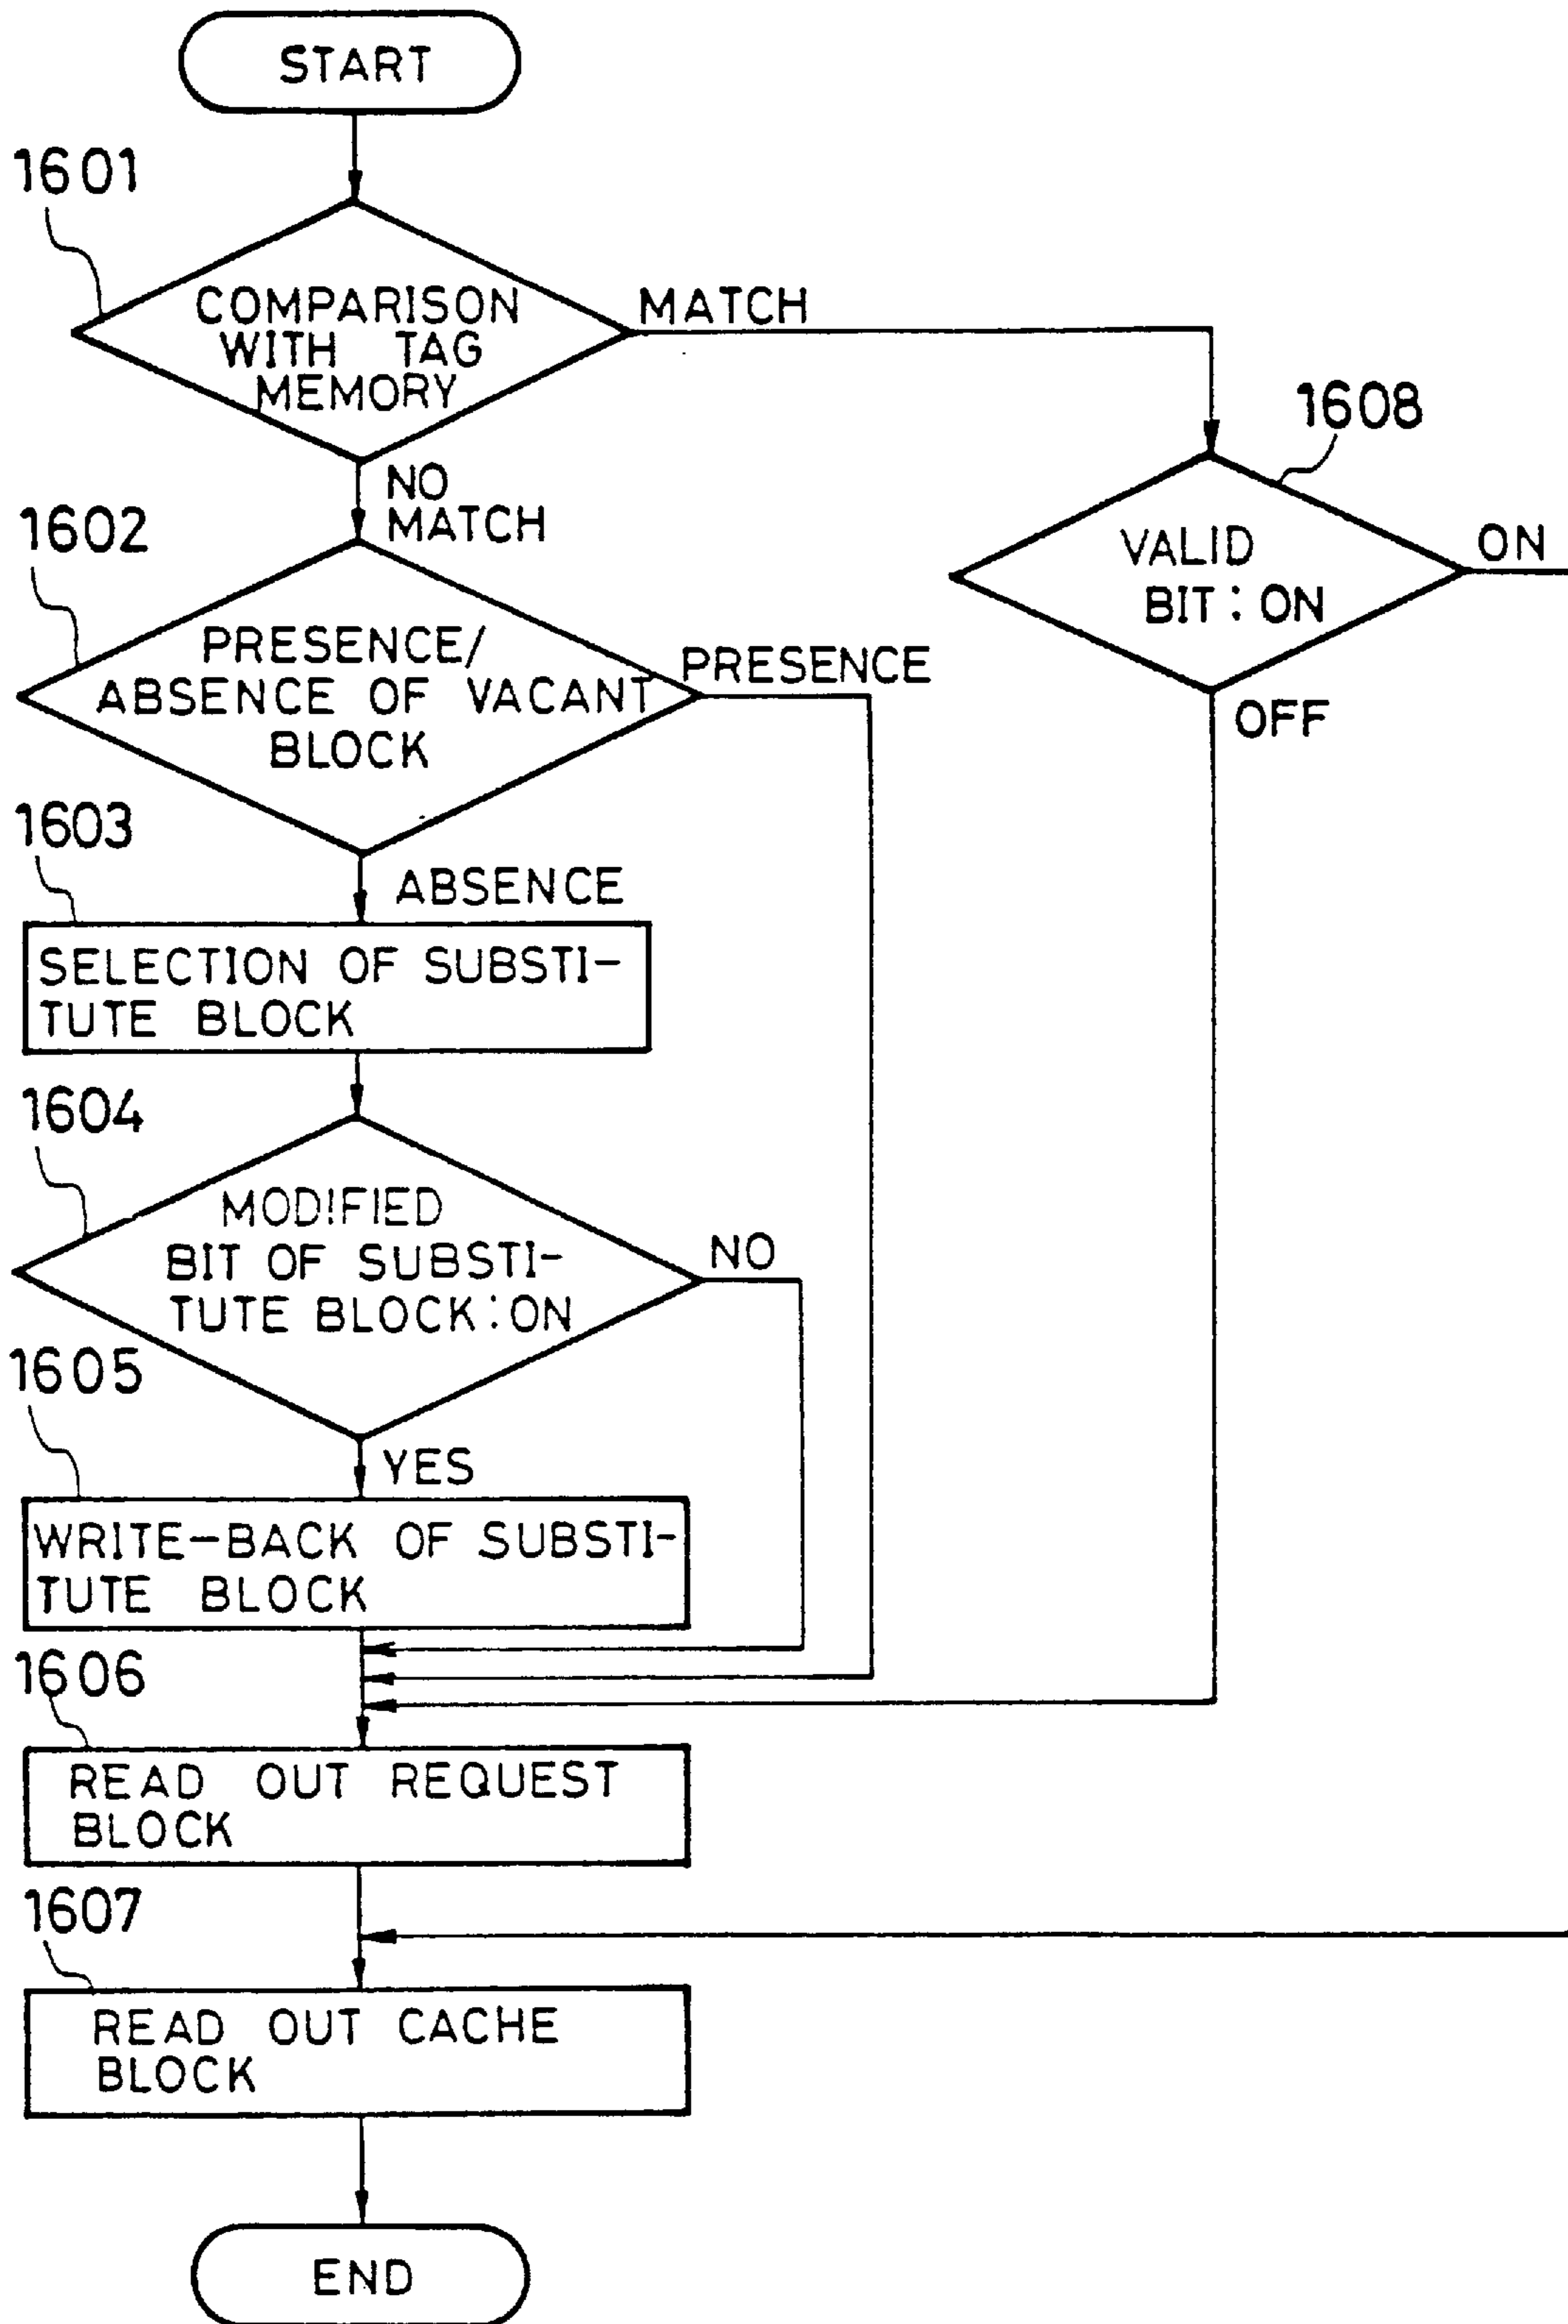 START
1601
COMPARISON
WITH TAG
MEMORY
MATCH
NO
MATCH
1608
VALID
BIT : ON
ON
OFF
1602
PRESENCE/
ABSENCE OF VACANT
BLOCK
PRESENCE
ABSENCE
1603
SELECTION OF SUBSTI-
TUTE BLOCK
1604
MODIFIED
BIT OF SUBSTI-
TUTE BLOCK : ON
NO
YES
1605
WRITE-BACK OF SUBSTI-
TUTE BLOCK
1606
READ OUT REQUEST
BLOCK
1607
READ OUT CACHE
BLOCK
END